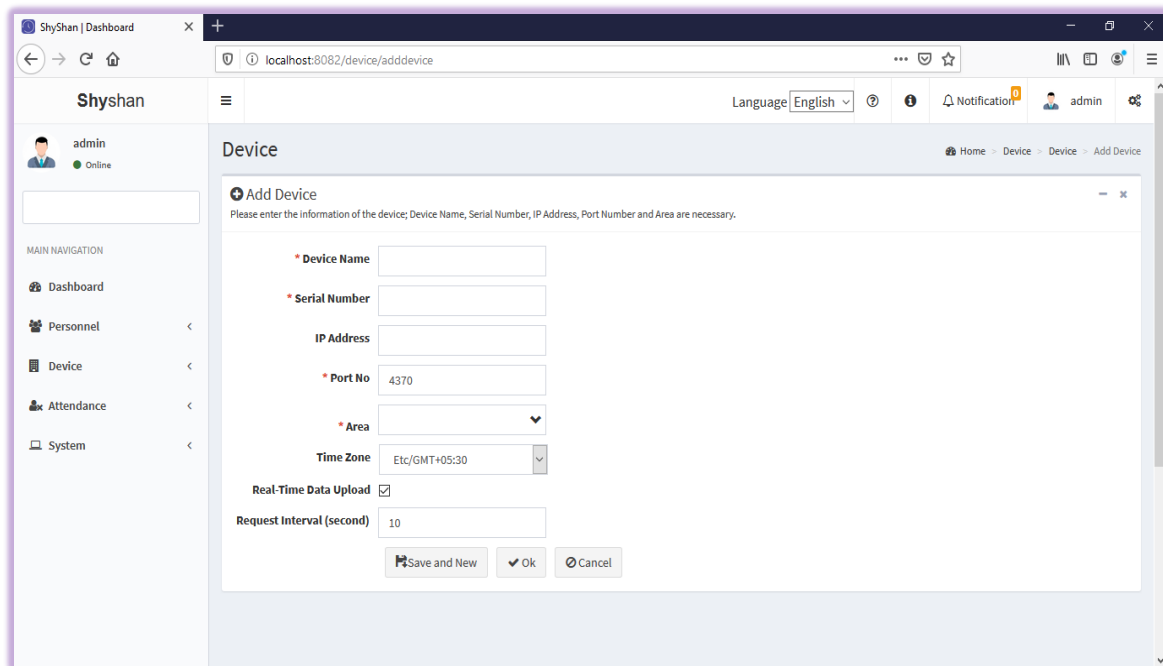 ShyShan | Dashboard
localhost:8082/device/adddevice
Shyshan
Language English
0
Notification
admin
admin
Online
Device
Home > Device > Device > Add Device
Add Device
Please enter the information of the device; Device Name, Serial Number, IP Address, Port Number and Area are necessary.
MAIN NAVIGATION
Dashboard
Personnel
Device
Attendance
System
* Device Name
* Serial Number
IP Address
* Port No 4370
* Area
Time Zone Etc/GMT+05:30
Real-Time Data Upload
Request Interval (second) 10
Save and New Ok Cancel